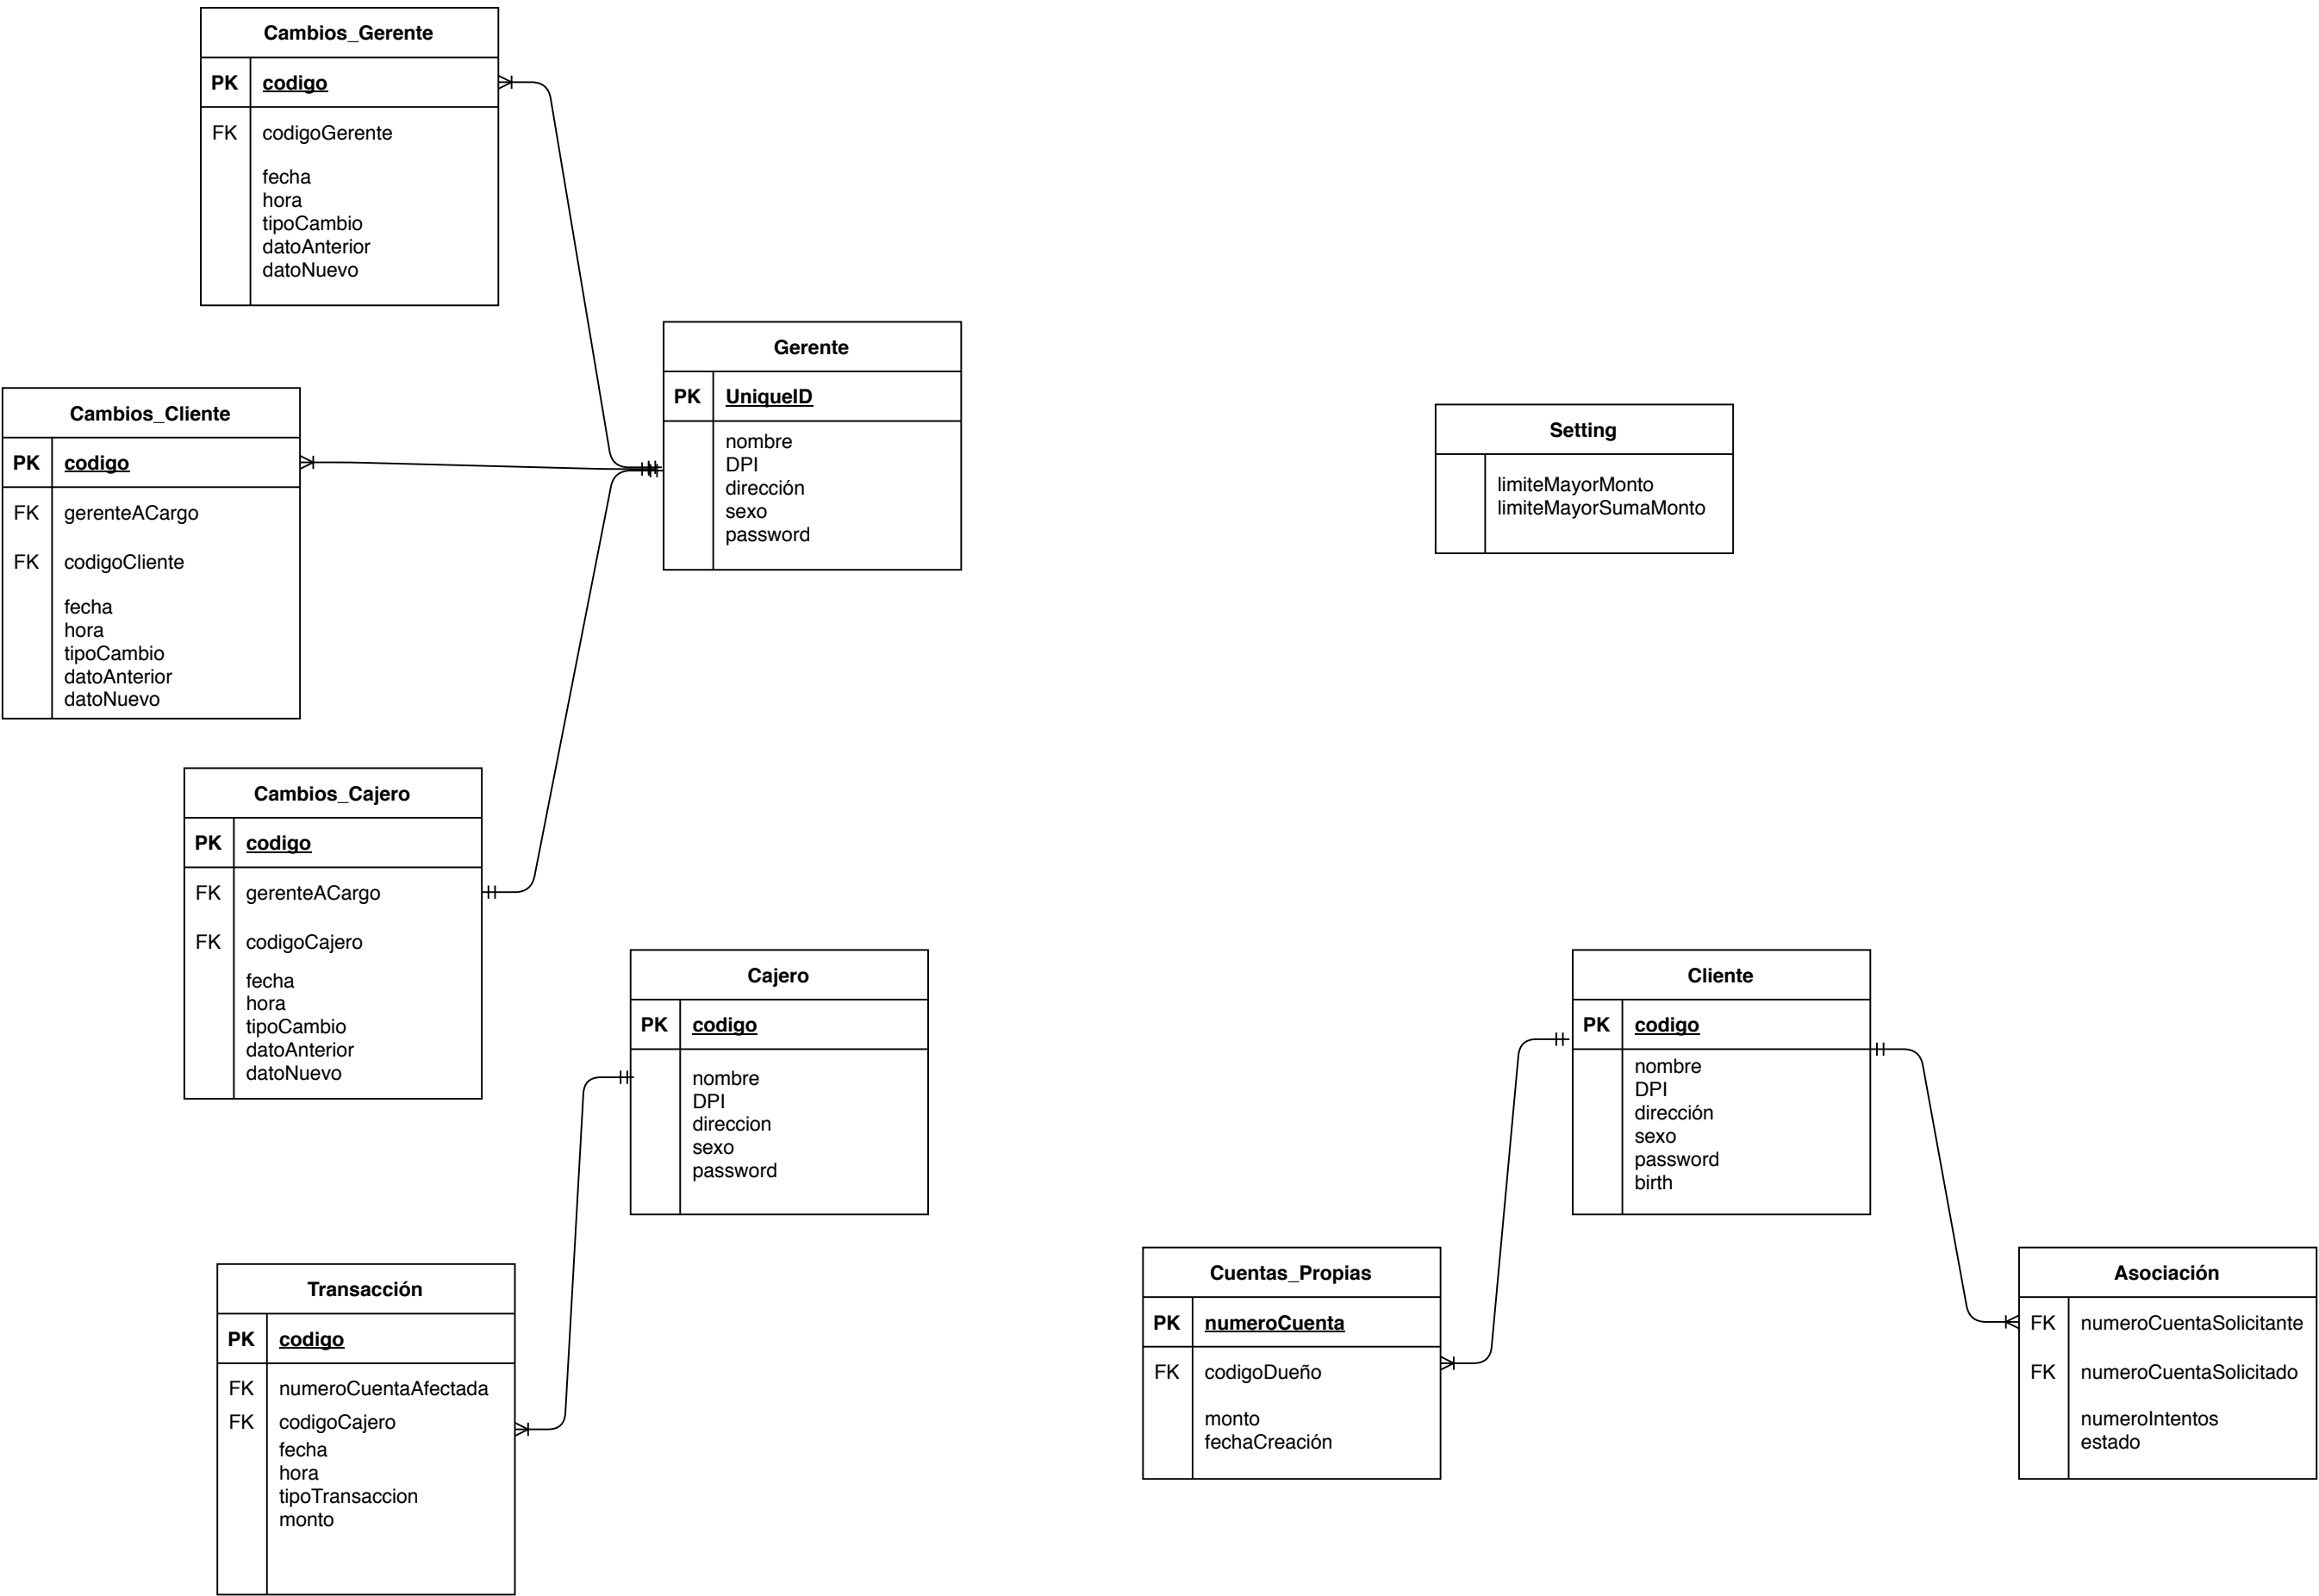 Cambios_Gerente
PK codigo
FK codigoGerente
fecha
hora
tipoCambio
datoAnterior
datoNuevo
Gerente
PK UniqueID
nombre
DPI
dirección
sexo
password
Cambios_Cliente
PK codigo
FK gerenteACargo
FK codigoCliente
fecha
hora
tipoCambio
datoAnterior
datoNuevo
Setting
limiteMayorMonto
limiteMayorSumaMonto
Cambios_Cajero
PK codigo
FK gerenteACargo
FK codigoCajero
fecha
hora
tipoCambio
datoAnterior
datoNuevo
Cajero
PK codigo
nombre
DPI
direccion
sexo
password
Cliente
PK codigo
nombre
DPI
dirección
sexo
password
birth
Transacción
PK codigo
FK numeroCuentaAfectada
FK codigoCajero
fecha
hora
tipoTransaccion
monto
Cuentas_Propias
PK numeroCuenta
FK codigoDueño
monto
fechaCreación
Asociación
FK numeroCuentaSolicitante
FK numeroCuentaSolicitado
numeroIntentos
estado